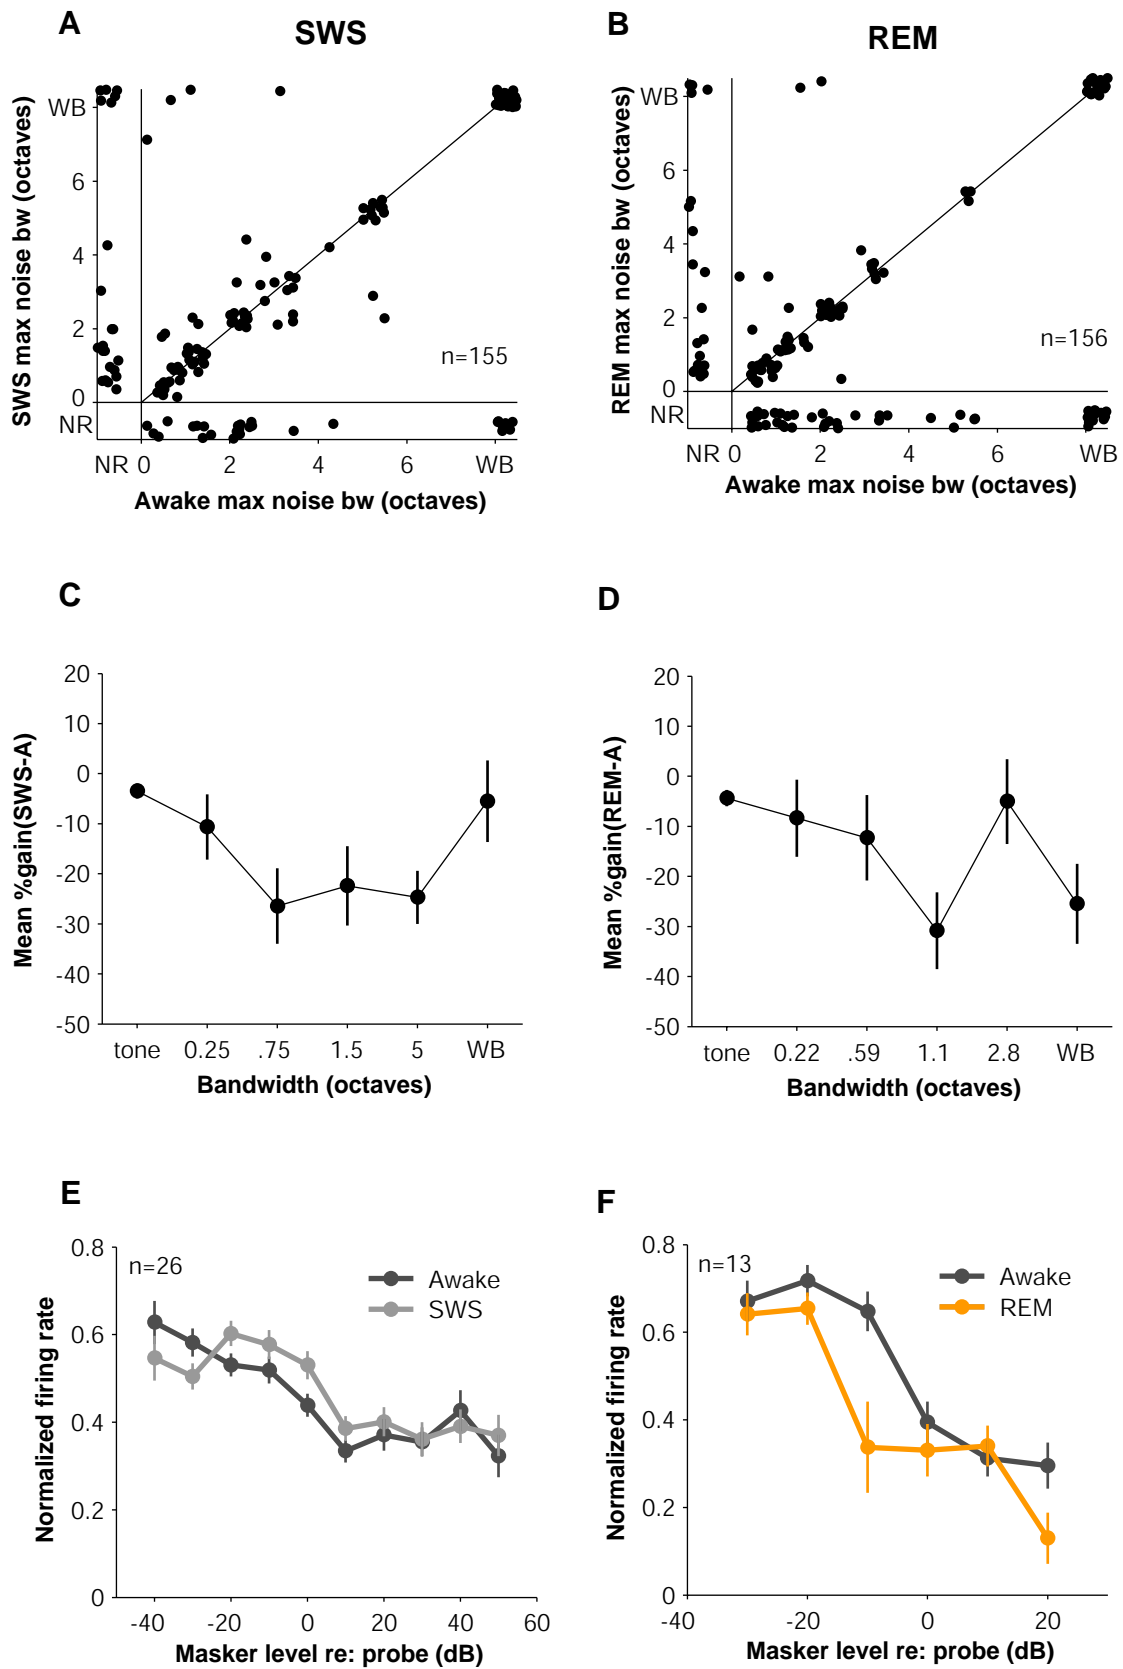 A
SWS
SWS max noise bw (octaves)
WB
6
4
2
0
NR
n=155
NR 0 2 4 6 WB
Awake max noise bw (octaves)
B
REM
REM max noise bw (octaves)
WB
6
4
2
0
NR
n=156
NR 0 2 4 6 WB
Awake max noise bw (octaves)
C
Mean %gain(SWS-A)
20
10
0
-10
-20
-30
-40
-50
tone 0.25 .75 1.5 5 WB
Bandwidth (octaves)
D
Mean %gain(REM-A)
20
10
0
-10
-20
-30
-40
-50
tone 0.22 .59 1.1 2.8 WB
Bandwidth (octaves)
E
Normalized firing rate
0.8
0.6
0.4
0.2
0
n=26
Awake
SWS
-40 -20 0 20 40 60
Masker level re: probe (dB)
F
Normalized firing rate
0.8
0.6
0.4
0.2
0
n=13
Awake
REM
-40 -20 0 20
Masker level re: probe (dB)